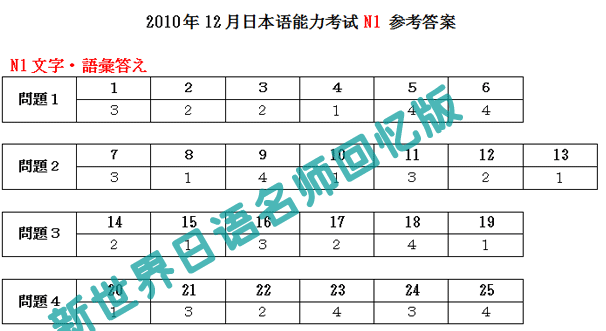 2010年12月日本语能力考试N1 参考答案
N1文字・語彙答え
問題1 1 2 3 4 5 6
3 2 2 1 4 4
問題2 7 8 9 10 11 12 13
3 1 4 1 3 2 1
問題3 14 15 16 17 18 19
2 1 3 2 4 1
問題4 20 21 22 23 24 25
1 3 2 4 3 4
新世界日语名师回忆版